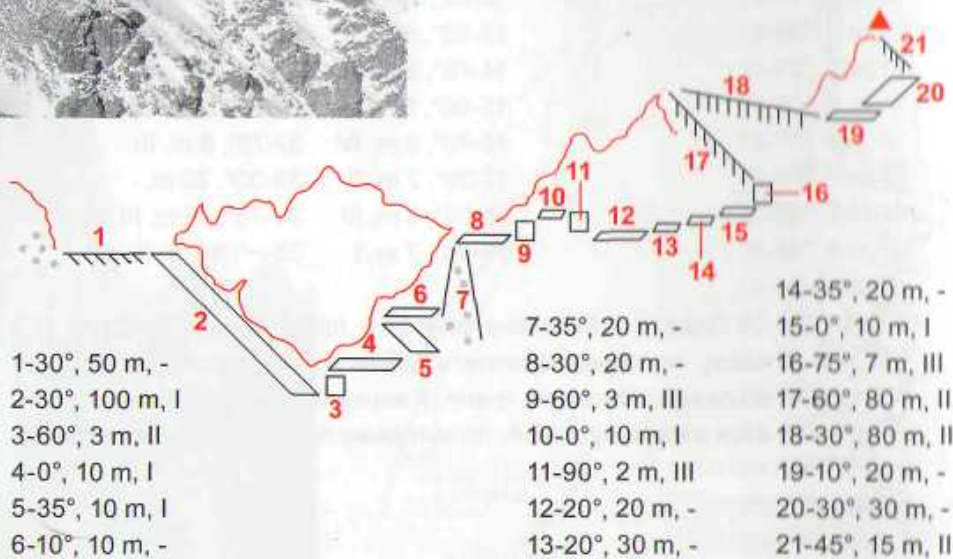 1
2
3
4
5
6
7
8
9
10
11
12
13
14
15
16
17
18
19
20
21
1-30°, 50 m, -
2-30°, 100 m, I
3-60°, 3 m, II
4-0°, 10 m, I
5-35°, 10 m, I
6-10°, 10 m, -
7-35°, 20 m, -
8-30°, 20 m, -
9-60°, 3 m, III
10-0°, 10 m, I
11-90°, 2 m, III
12-20°, 20 m, -
13-20°, 30 m, -
14-35°, 20 m, -
15-0°, 10 m, I
16-75°, 7 m, III
17-60°, 80 m, II
18-30°, 80 m, II
19-10°, 20 m, -
20-30°, 30 m, -
21-45°, 15 m, II